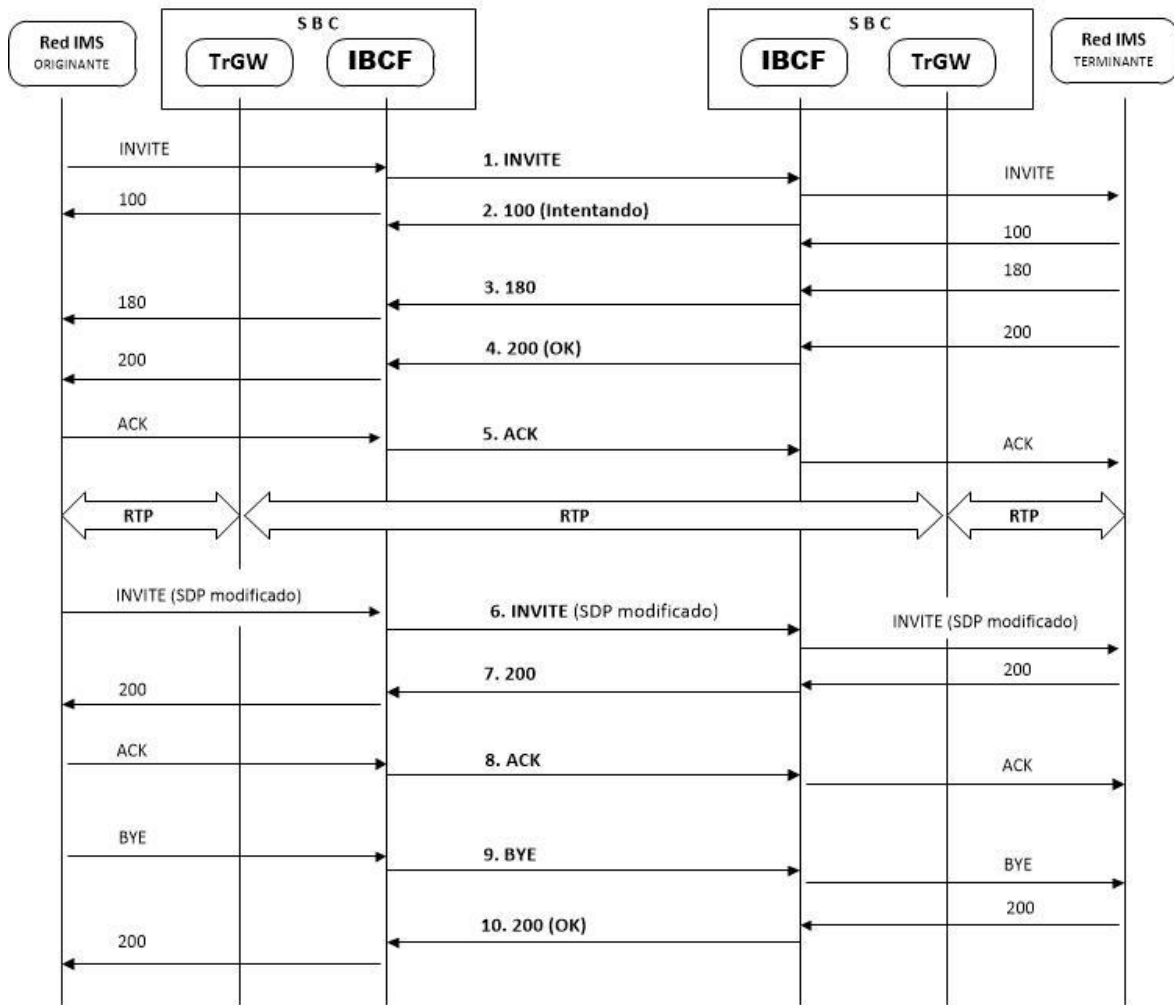 S B C
S B C
Red IMS
ORIGINANTE
TrGW
IBCF
IBCF
TrGW
Red IMS
TERMINANTE
INVITE
1. INVITE
INVITE
100
2. 100 (Intentando)
100
180
3. 180
180
200
4. 200 (OK)
200
ACK
5. ACK
ACK
RTP
RTP
RTP
INVITE (SDP modificado)
6. INVITE (SDP modificado)
INVITE (SDP modificado)
200
7. 200
200
ACK
8. ACK
ACK
BYE
9. BYE
BYE
200
10. 200 (OK)
200